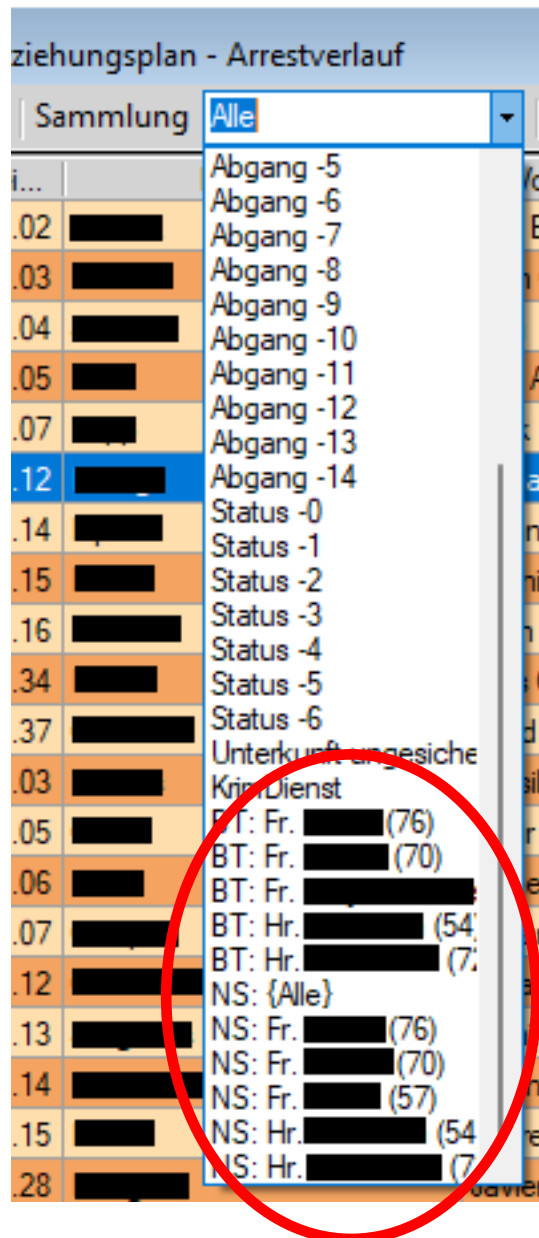 ziehungsplan - Arrestverlauf
Sammlung Alle
i...
.02
.03
.04
.05
.07
.12
.14
.15
.16
.34
.37
.03
.05
.06
.07
.12
.13
.14
.15
.28
Abgang -5
Abgang -6
Abgang -7
Abgang -8
Abgang -9
Abgang -10
Abgang -11
Abgang -12
Abgang -13
Abgang -14
Status -0
Status -1
Status -2
Status -3
Status -4
Status -5
Status -6
Unterkunft ungesiche
KrimDienst
BT: Fr. (76)
BT: Fr. (70)
BT: Fr.
BT: Hr. (54)
BT: Hr. (72
NS: {Alle}
NS: Fr. (76)
NS: Fr. (70)
NS: Fr. (57)
NS: Hr. (54
NS: Hr. (7